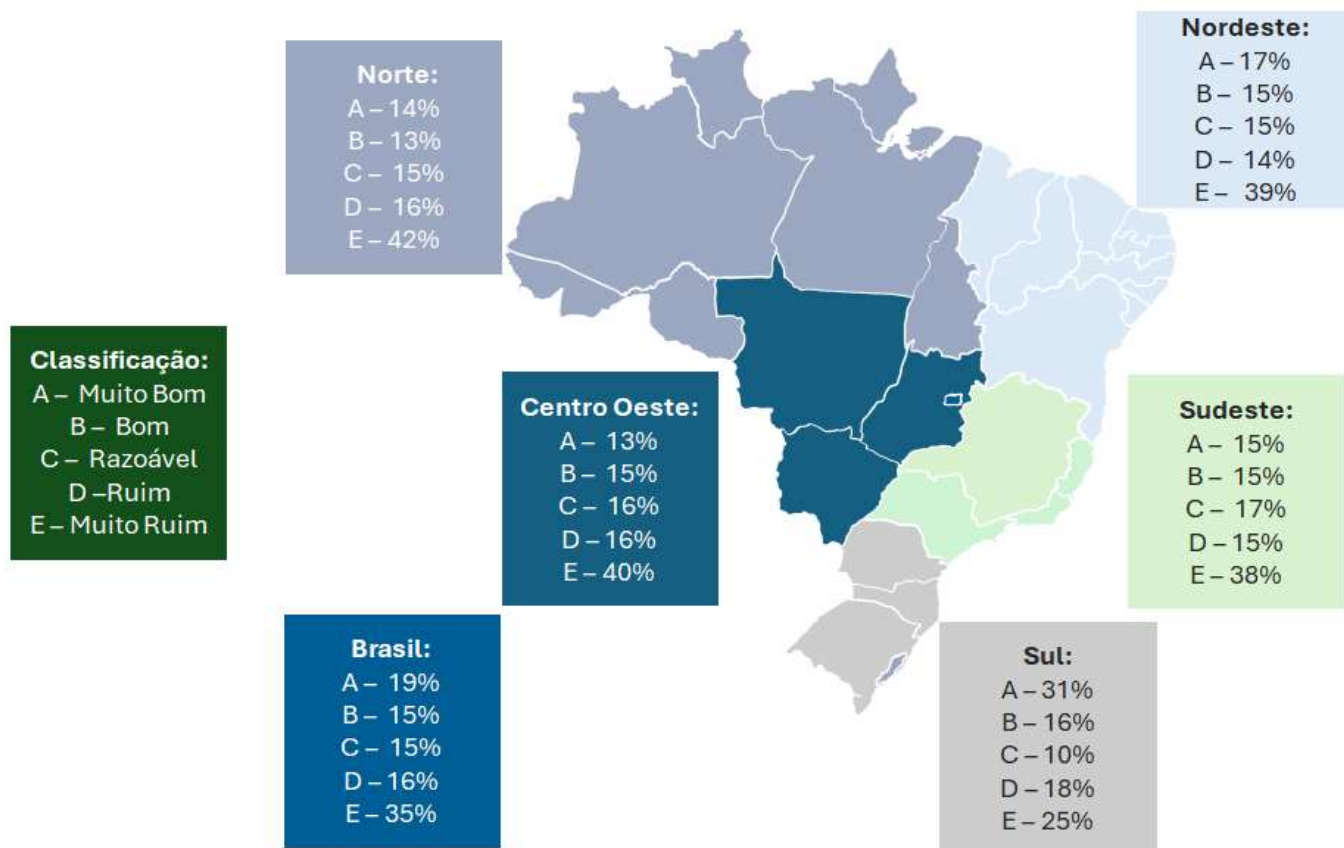 Norte:
A – 14%
B – 13%
C – 15%
D – 16%
E – 42%
Nordeste:
A – 17%
B – 15%
C – 15%
D – 14%
E – 39%
Classificação:
A – Muito Bom
B – Bom
C – Razoável
D –Ruim
E – Muito Ruim
Centro Oeste:
A – 13%
B – 15%
C – 16%
D – 16%
E – 40%
Sudeste:
A – 15%
B – 15%
C – 17%
D – 15%
E – 38%
Brasil:
A – 19%
B – 15%
C – 15%
D – 16%
E – 35%
Sul:
A – 31%
B – 16%
C – 10%
D – 18%
E – 25%